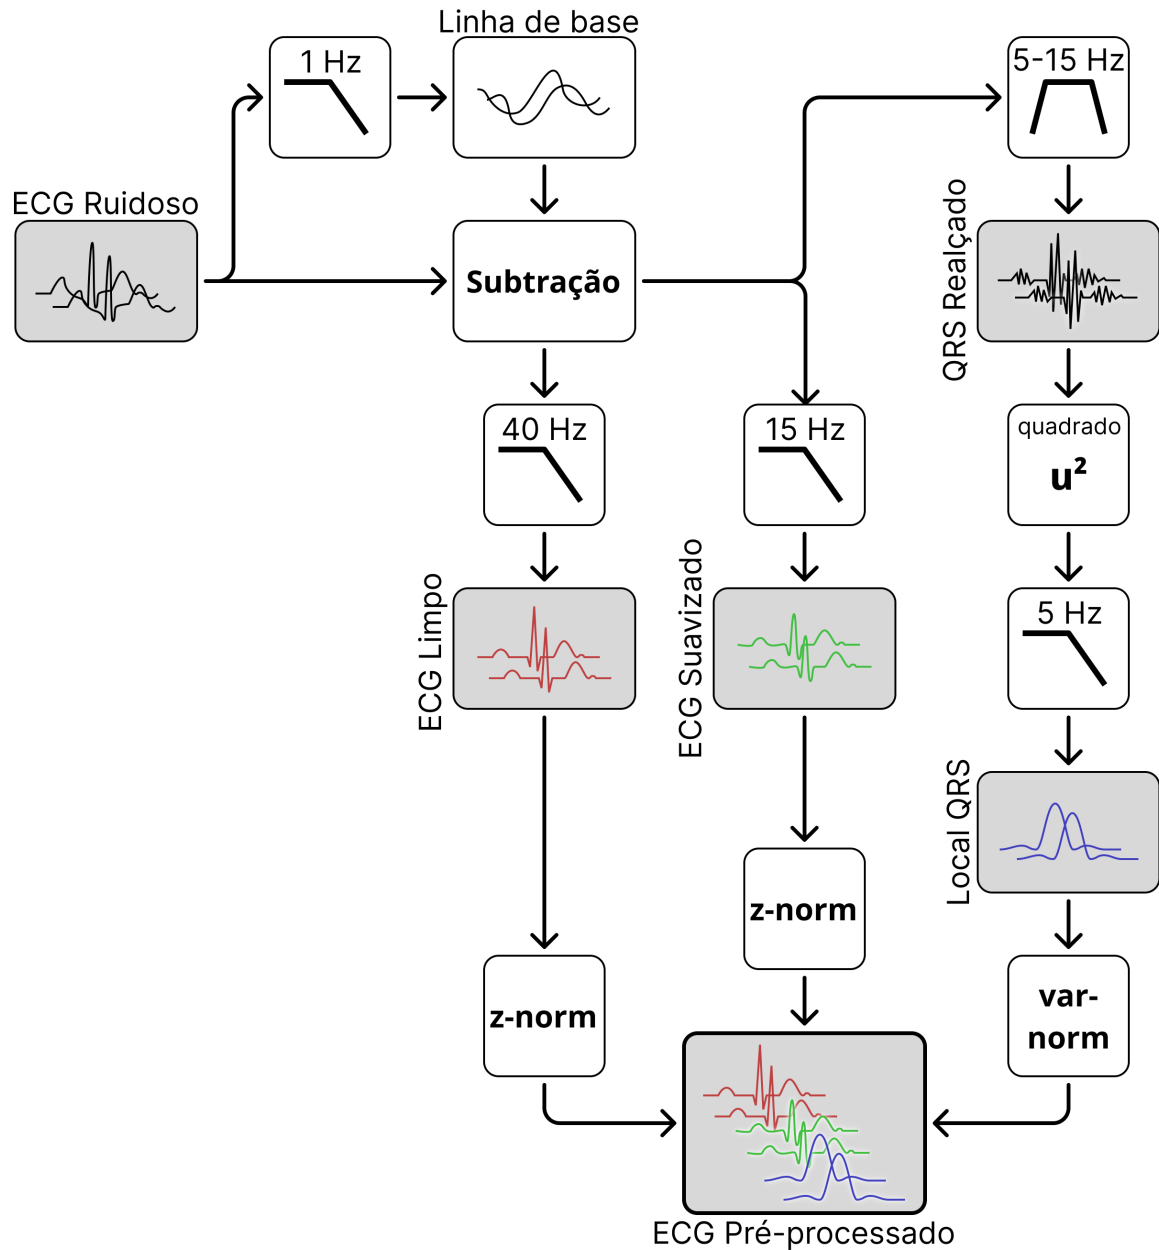 Linha de base
1 Hz
5-15 Hz
ECG Ruidoso
Subtração
QRS Realçado
40 Hz
15 Hz
quadrado
u²
ECG Limpo
ECG Suavizado
5 Hz
Local QRS
z-norm
z-norm
var-
norm
ECG Pré-processado